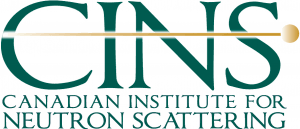 CINS
CANADIAN INSTITUTE FOR
NEUTRON SCATTERING